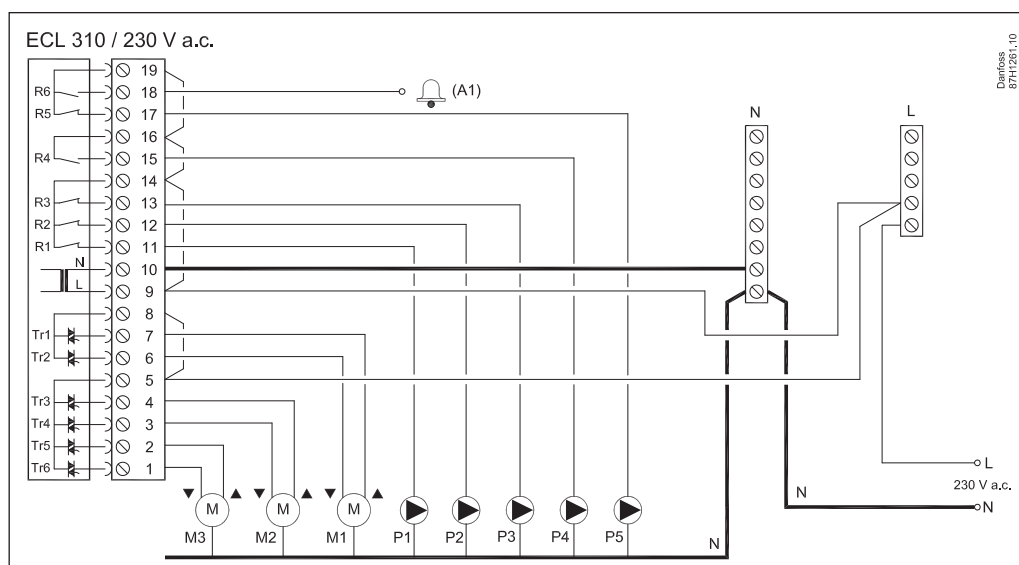 ECL 310 / 230 V a.c.
Danfoss
87H1261.10
19
R6 18 (A1)
R5 17
N L
16
R4 15
14
R3 13
R2 12
R1 11
N 10
L 9
8
Tr1 7
Tr2 6
5
Tr3 4
Tr4 3
Tr5 2
Tr6 1
L
230 V a.c.
N N
M M M
M3 M2 M1 P1 P2 P3 P4 P5 N